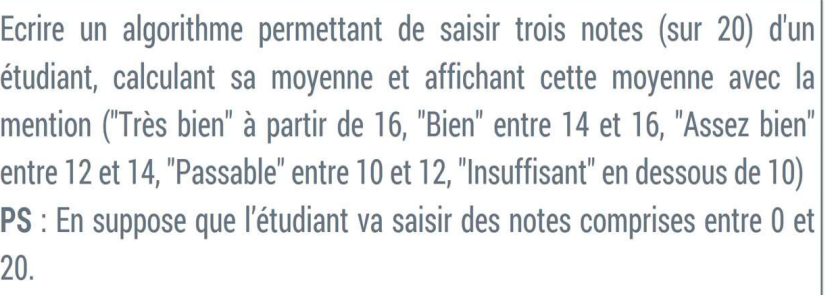 Ecrire un algorithme permettant de saisir trois notes (sur 20) d'un
étudiant, calculant sa moyenne et affichant cette moyenne avec la
mention ("Très bien" à partir de 16, "Bien" entre 14 et 16, "Assez bien"
entre 12 et 14, "Passable" entre 10 et 12, "Insuffisant" en dessous de 10)
PS : En suppose que l'étudiant va saisir des notes comprises entre 0 et
20.